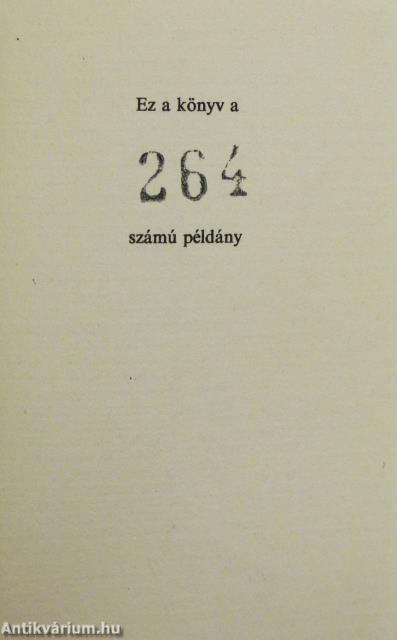 Ez a könyv a
264
számú példány
Antikvárium.hu